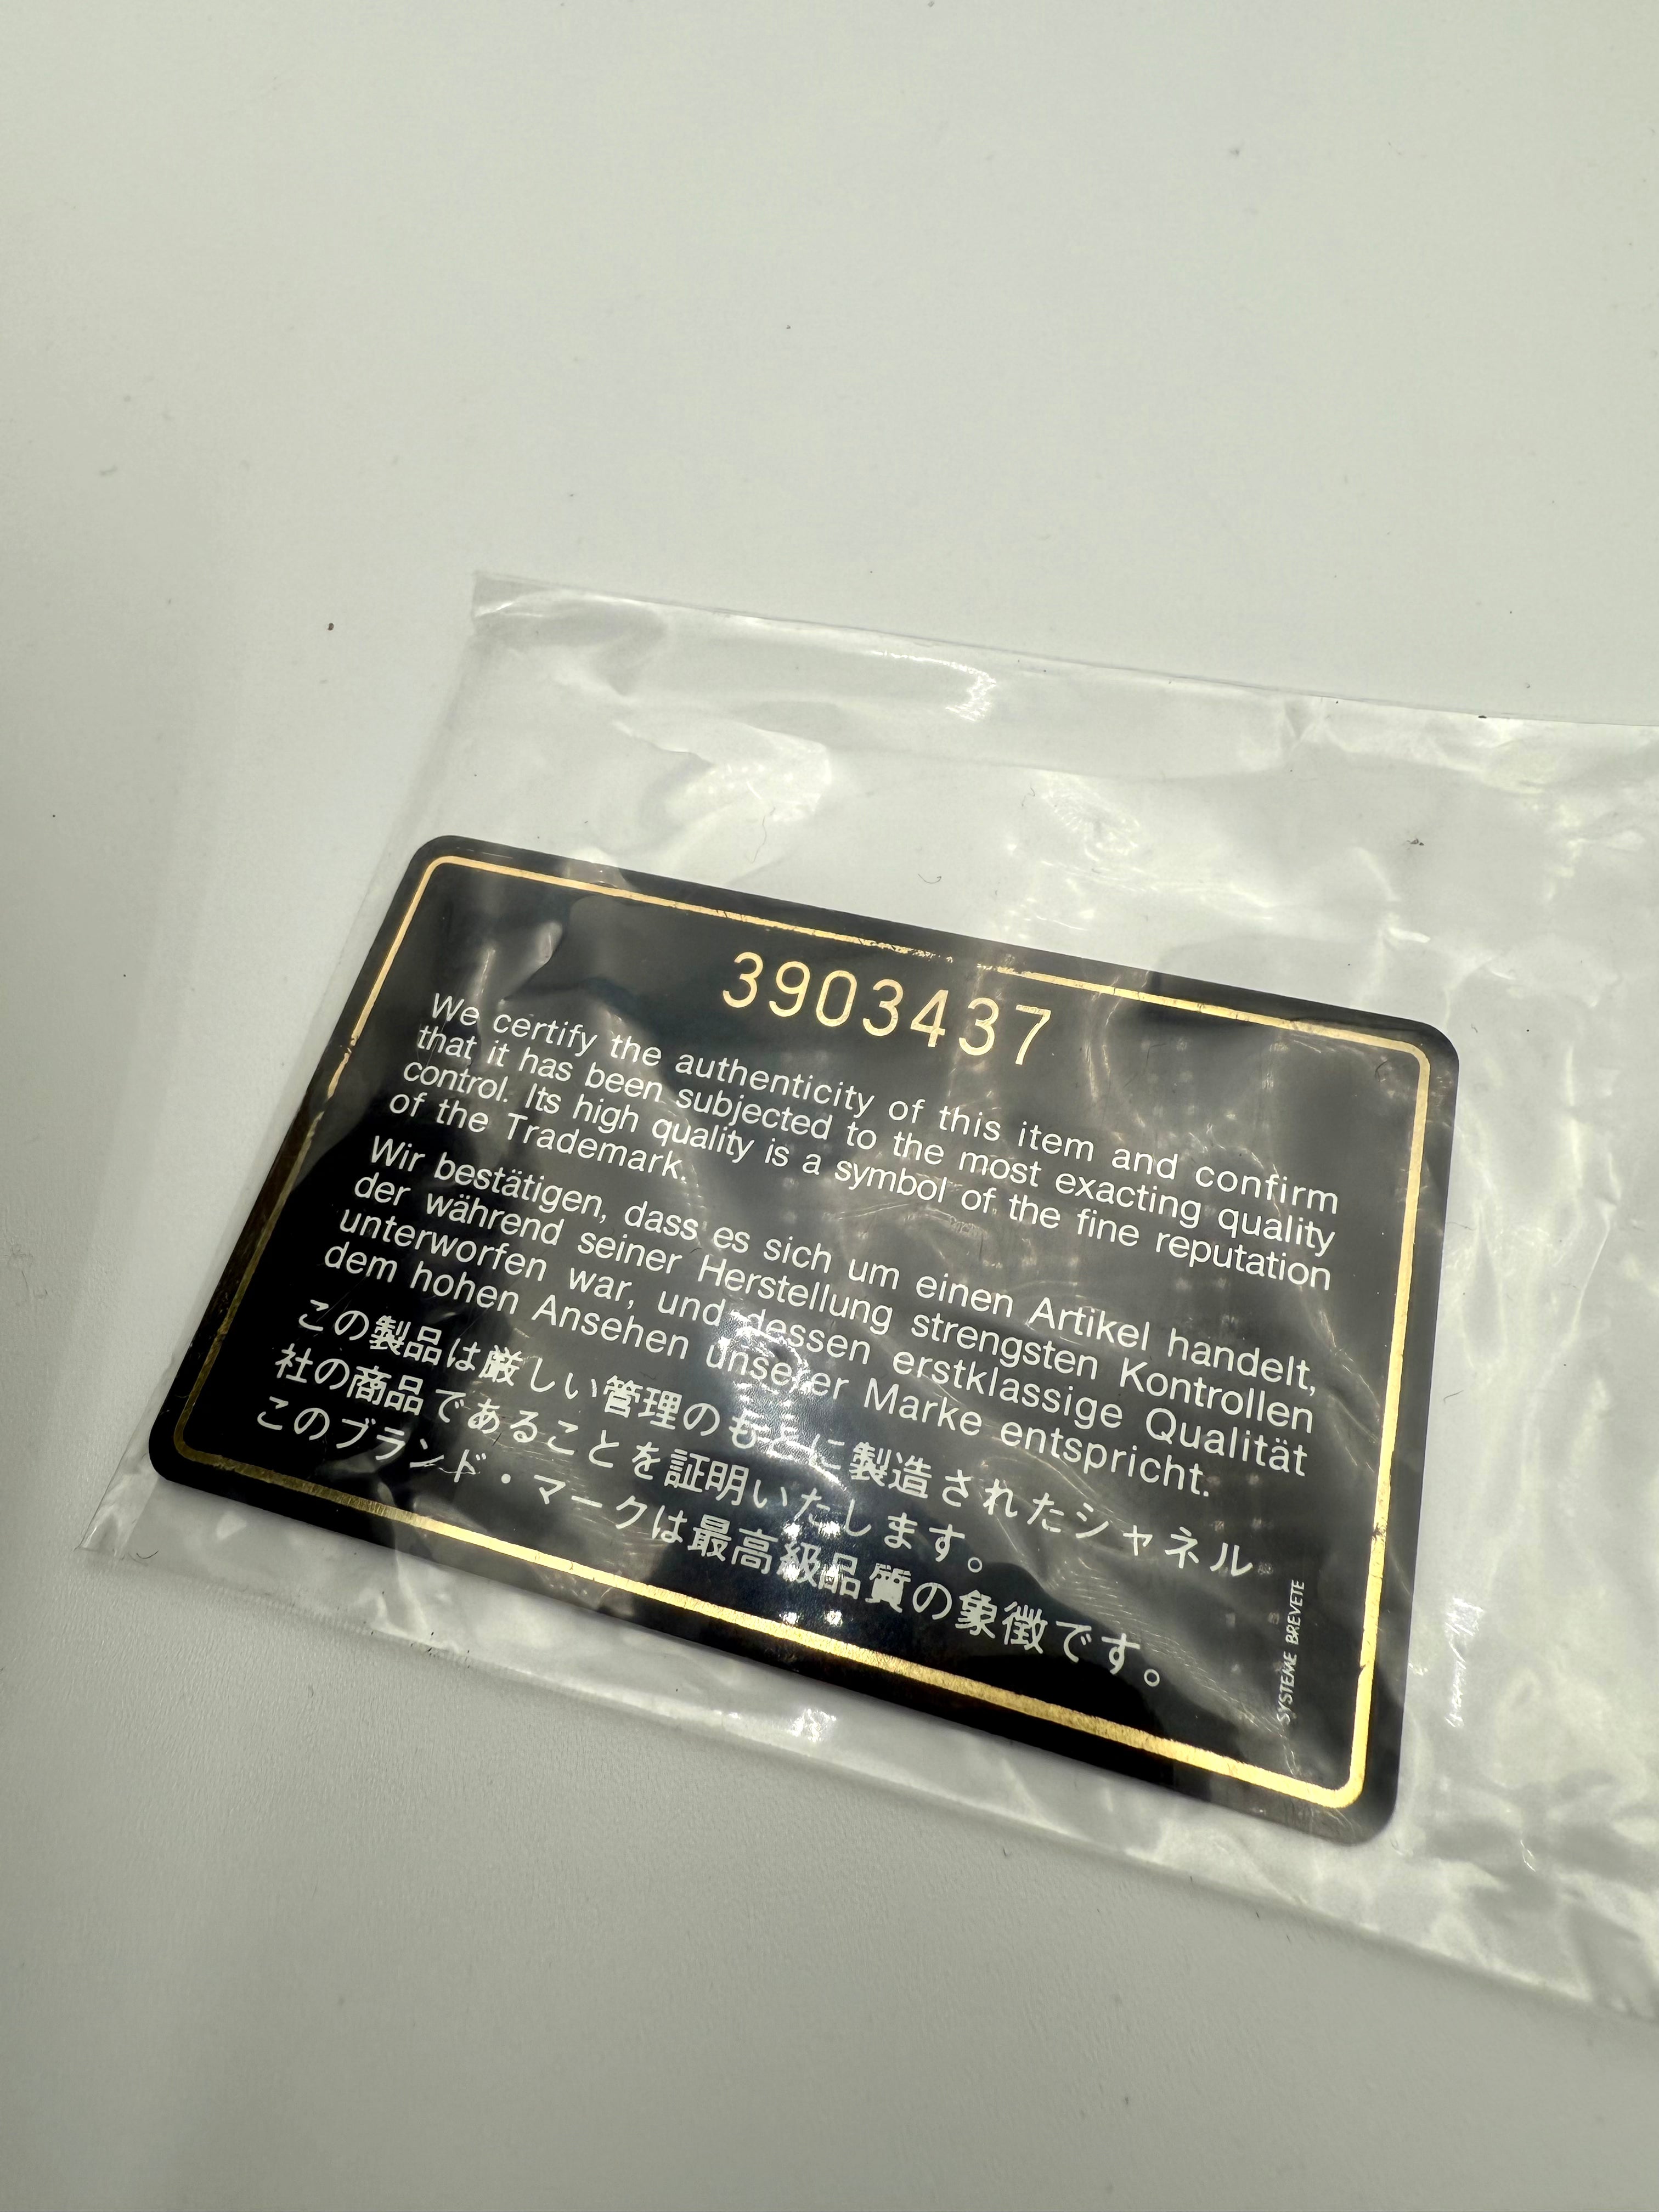 3903437
We certify the authenticity of this item and confirm
that it has been subjected to the most exacting quality
control. Its high quality is a symbol of the fine reputation
of the Trademark.
Wir bestätigen, dass es sich um einen Artikel handelt,
der während seiner Herstellung strengsten Kontrollen
unterworfen war, und dessen erstklassige Qualität
dem hohen Ansehen unserer Marke entspricht.
この製品は厳しい管理のもとに製造されたシャネル
社の商品であることを証明いたします。
このブランド・マークは最高級品質の象徴です。
SYSTEME BREVETE